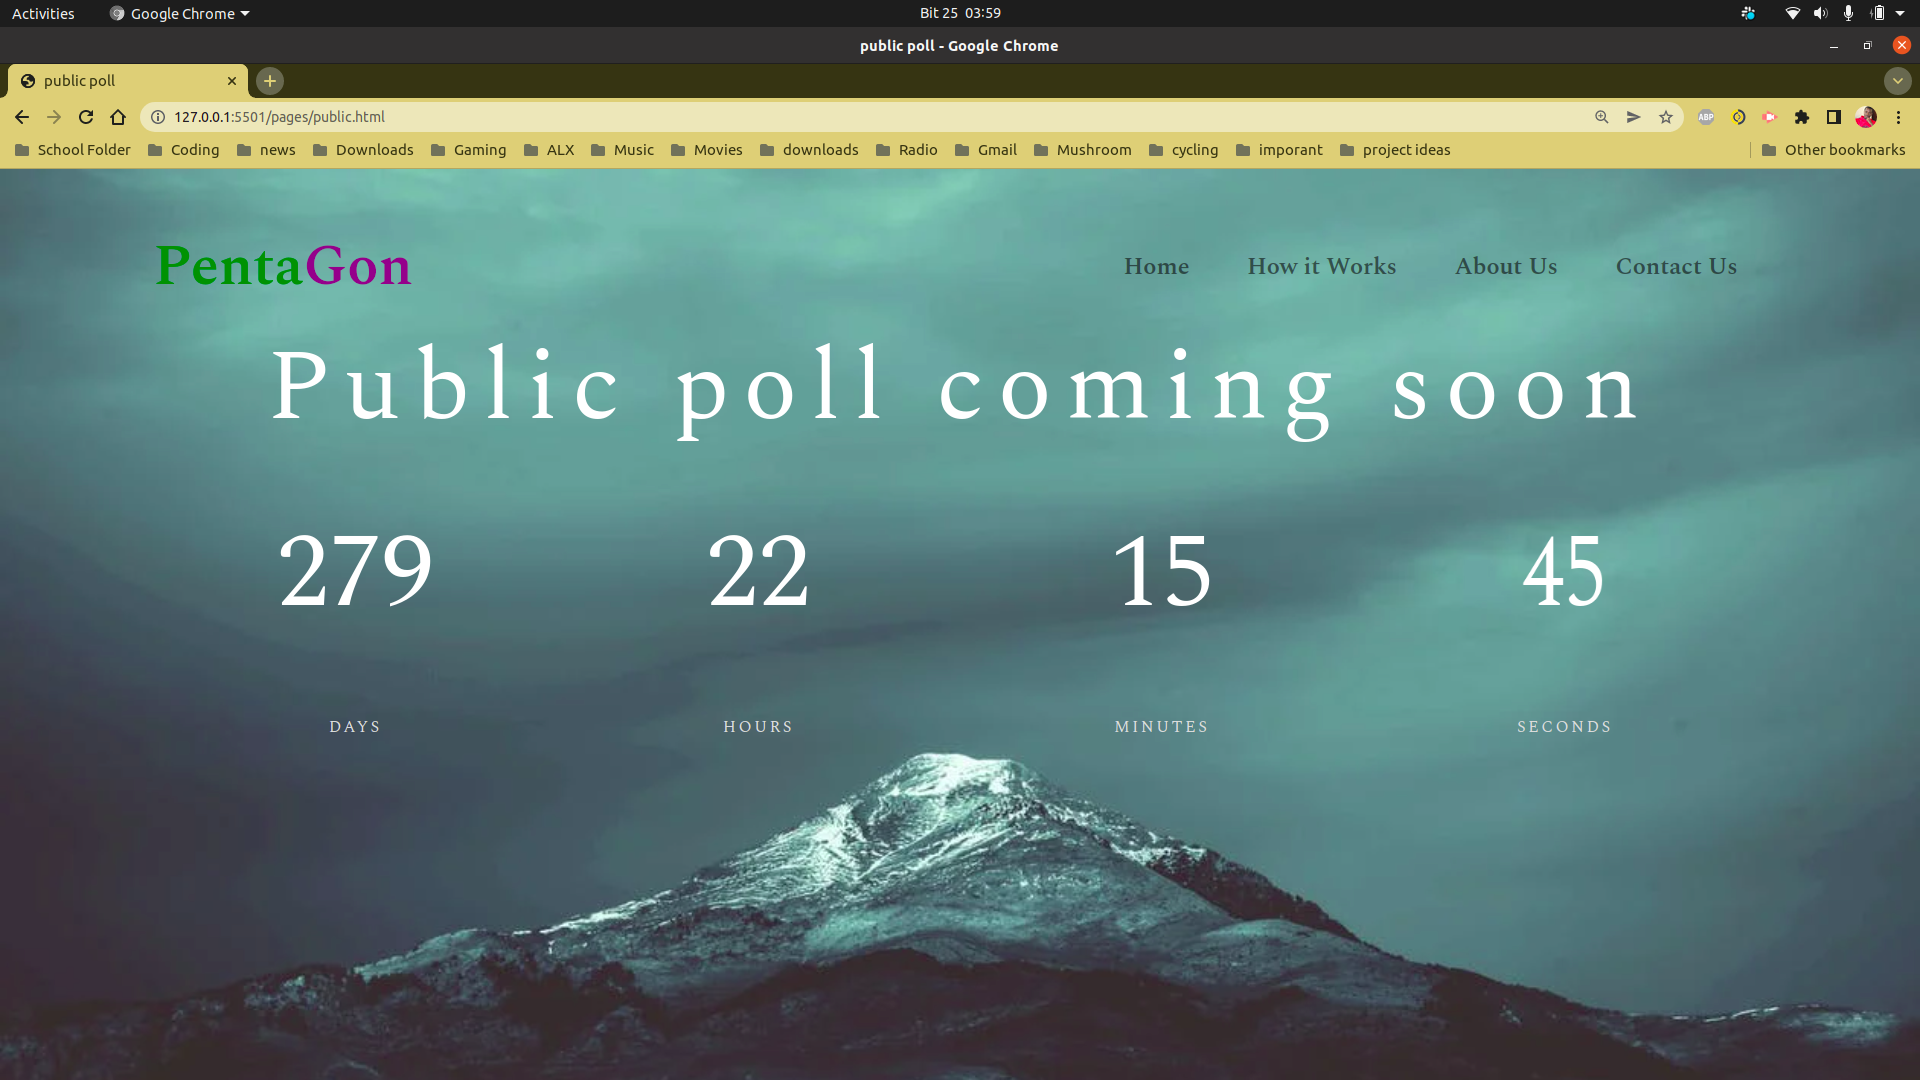 Activities
Google Chrome
Bit 25 03:59
public poll - Google Chrome
public poll
127.0.0.1:5501/pages/public.html
ABP
School Folder
Coding
news
Downloads
Gaming
ALX
Music
Movies
downloads
Radio
Gmail
Mushroom
cycling
imporant
project ideas
Other bookmarks
PentaGon
Home
How it Works
About Us
Contact Us
Public poll coming soon
279
22
15
45
DAYS
HOURS
MINUTES
SECONDS